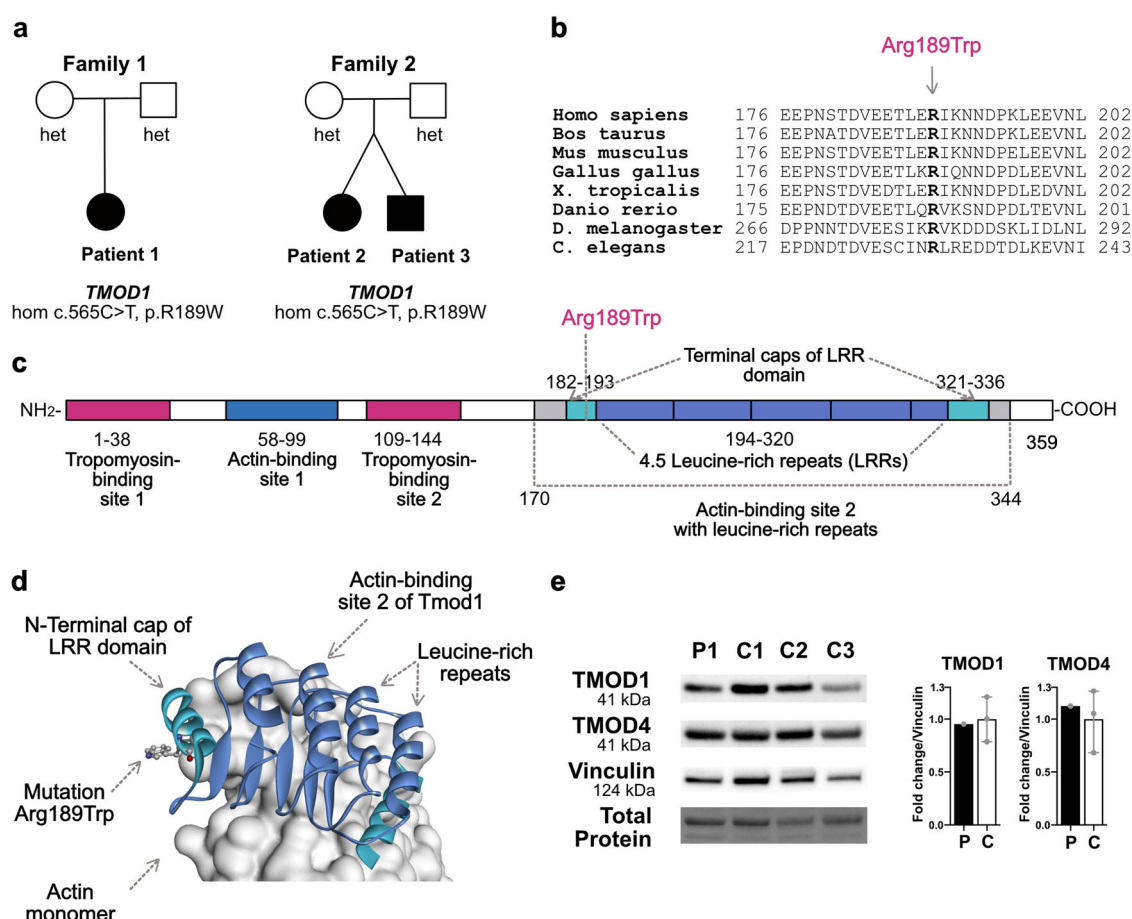 a
Family 1
Family 2
het
het
het
het
Patient 1
Patient 2
Patient 3
TMOD1
hom c.565C>T, p.R189W
TMOD1
hom c.565C>T, p.R189W
b
Arg189Trp
Homo sapiens 176 EEPNSTDVEETLERIKNNDPKLEEVNL 202
Bos taurus 176 EEPNATDVEETLERIKNNDPKLEEVNL 202
Mus musculus 176 EEPNSTDVEETLERIKNNDPELEEVNL 202
Gallus gallus 176 EEPNSTDVEETLKRIQNNDPDLEEVNL 202
X. tropicalis 176 EEPNSTDVEDTLERIKNNDPDLEDVNL 202
Danio rerio 175 EEPNDTDVEETLQRVKSNDPDLTEVNL 201
D. melanogaster 266 DPPNNTDVEESIKRVKDDDSKLIDLNL 292
C. elegans 217 EPDNDTDVESCINRLREDDTDLKEVNI 243
c
Arg189Trp
Terminal caps of LRR
domain
182-193
321-336
NH2-
-COOH
1-38
Tropomyosin-
binding
site 1
58-99
Actin-binding
site 1
109-144
Tropomyosin-
binding
site 2
194-320
4.5 Leucine-rich repeats (LRRs)
359
170
344
Actin-binding site 2
with leucine-rich repeats
d
Actin-binding
site 2 of Tmod1
N-Terminal cap of
LRR domain
Leucine-rich
repeats
Mutation
Arg189Trp
Actin
monomer
e
P1 C1 C2 C3
TMOD1
41 kDa
TMOD4
41 kDa
Vinculin
124 kDa
Total
Protein
TMOD1
Fold change/Vinculin
1.3
1.0
0.5
0.0
P C
TMOD4
Fold change/Vinculin
1.3
1.0
0.5
0.0
P C